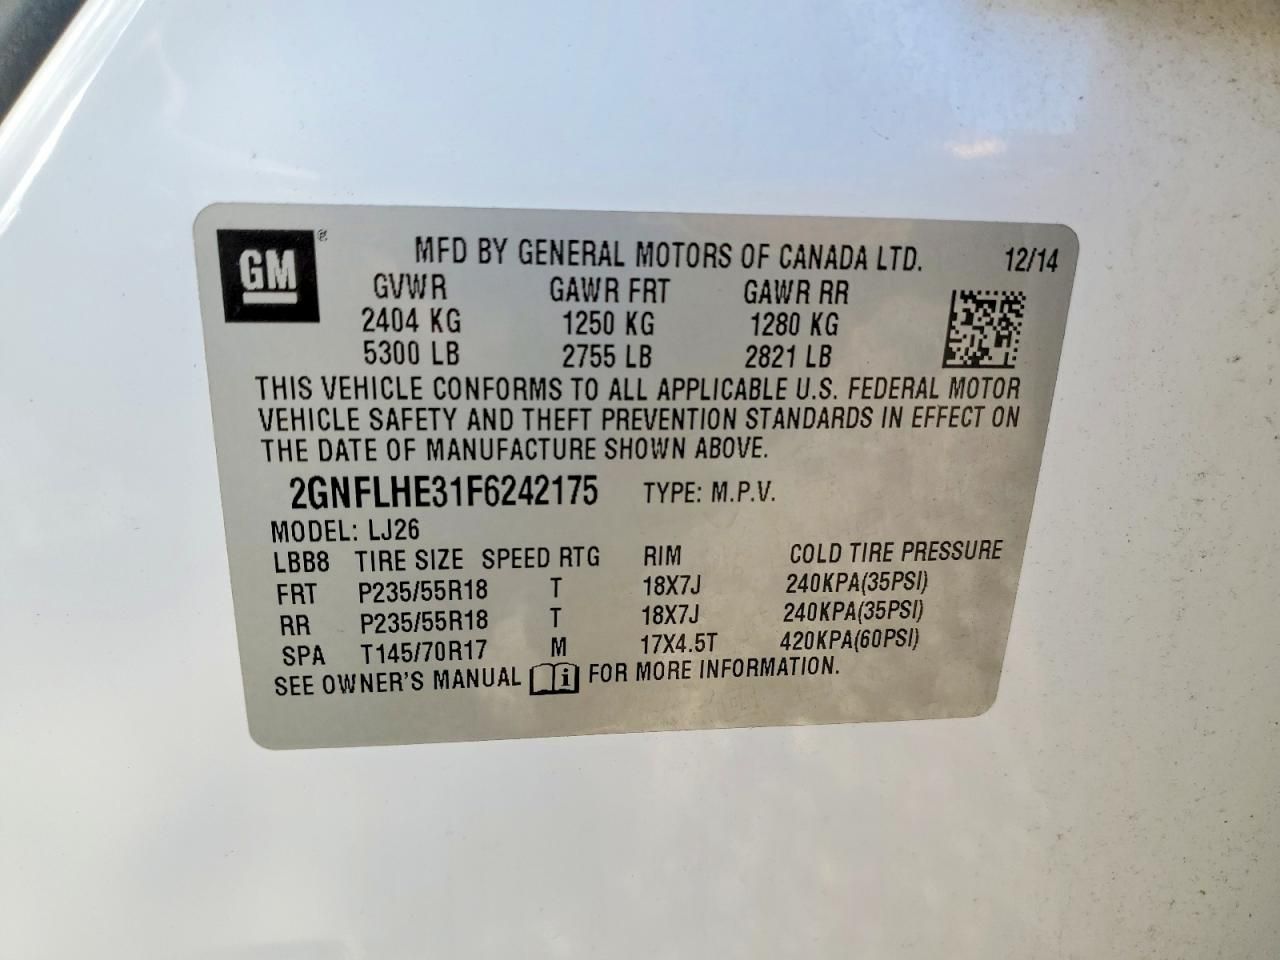 GM®
MFD BY GENERAL MOTORS OF CANADA LTD. 12/14
GVWR GAWR FRT GAWR RR
2404 KG 1250 KG 1280 KG
5300 LB 2755 LB 2821 LB
THIS VEHICLE CONFORMS TO ALL APPLICABLE U.S. FEDERAL MOTOR
VEHICLE SAFETY AND THEFT PREVENTION STANDARDS IN EFFECT ON
THE DATE OF MANUFACTURE SHOWN ABOVE.
2GNFLHE31F6242175 TYPE: M.P.V.
MODEL: LJ26
LBB8 TIRE SIZE SPEED RTG RIM COLD TIRE PRESSURE
FRT P235/55R18 T 18X7J 240KPA(35PSI)
RR P235/55R18 T 18X7J 240KPA(35PSI)
SPA T145/70R17 M 17X4.5T 420KPA(60PSI)
SEE OWNER'S MANUAL i FOR MORE INFORMATION.